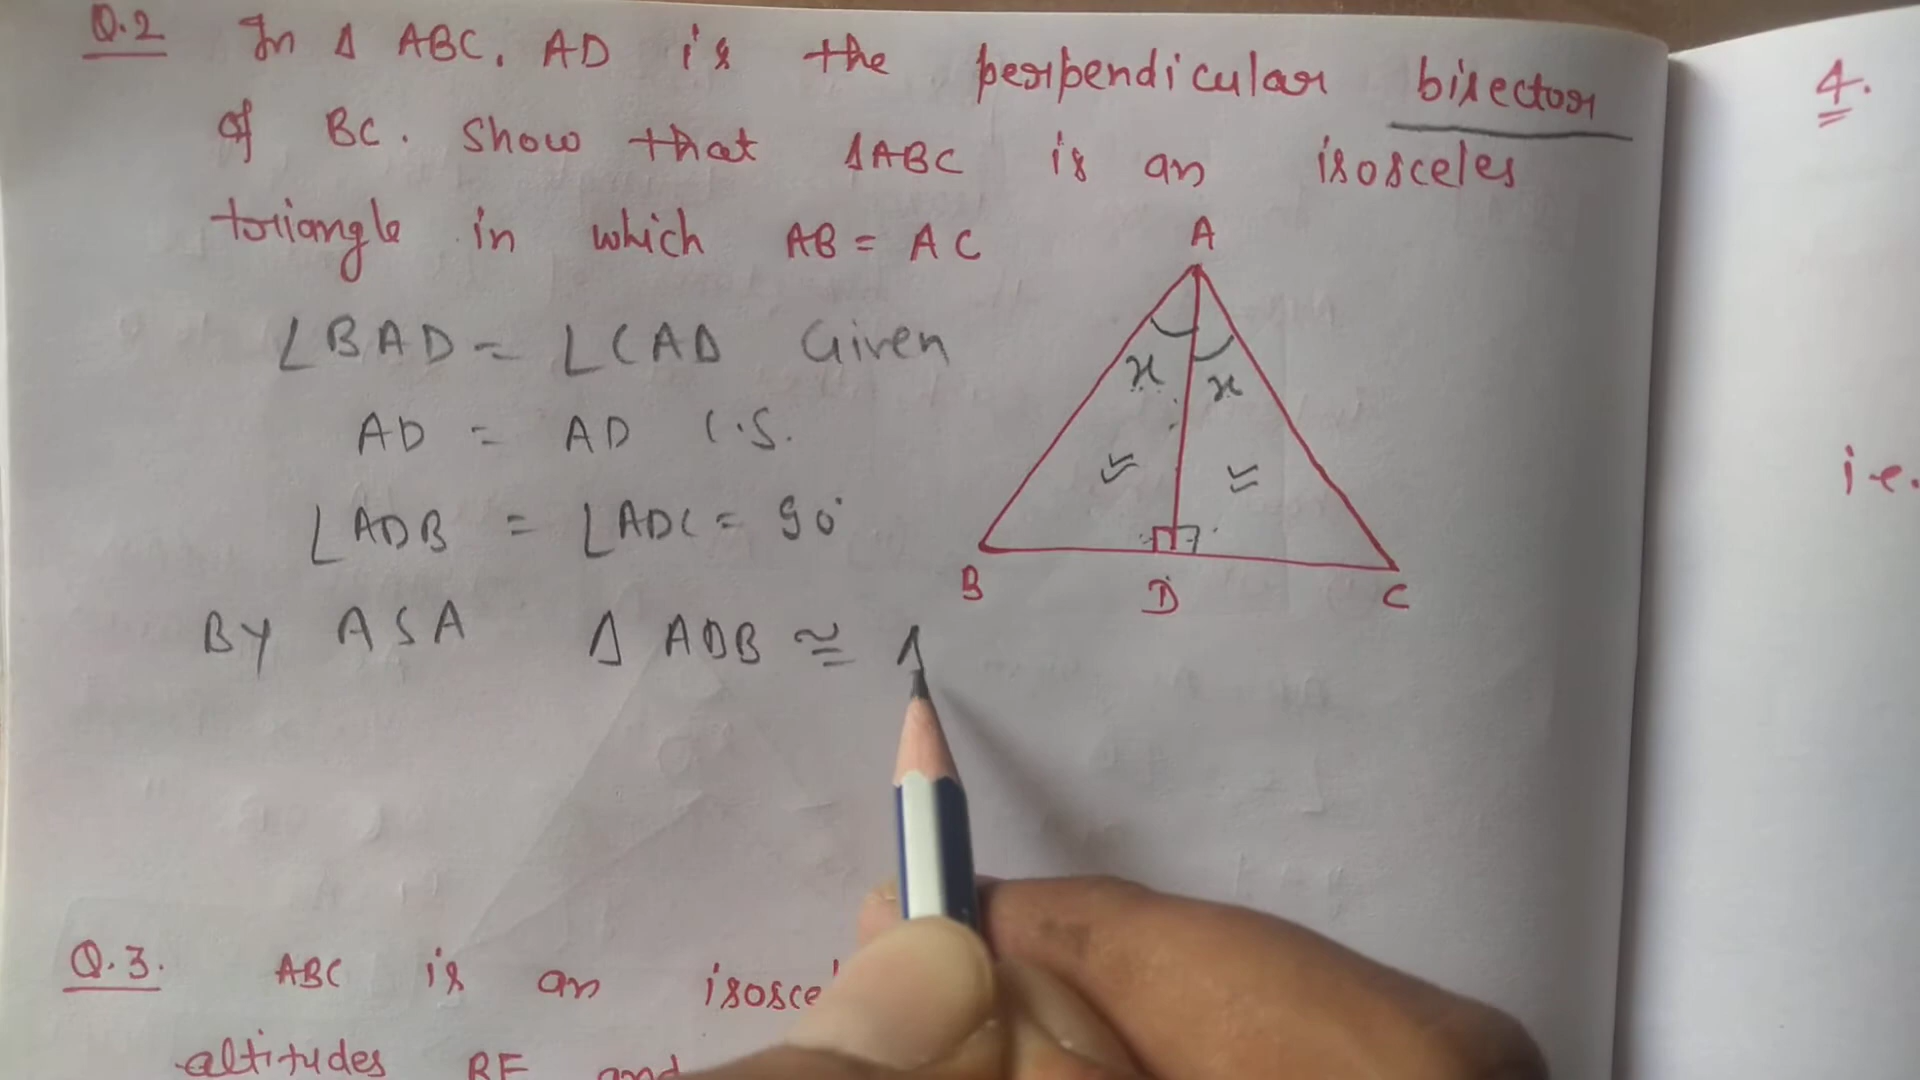 Q.2 In Δ ABC, AD is the perpendicular bisector
of BC. Show that ΔABC is an isosceles
triangle in which AB = AC
∠BAD = ∠CAD Given
AD = AD C.S.
∠ADB = ∠ADC = 90°
By ASA Δ ADB ≅ Δ
A
x x
B D C
Q.3. ABC is an
altitudes
4.
i.e.